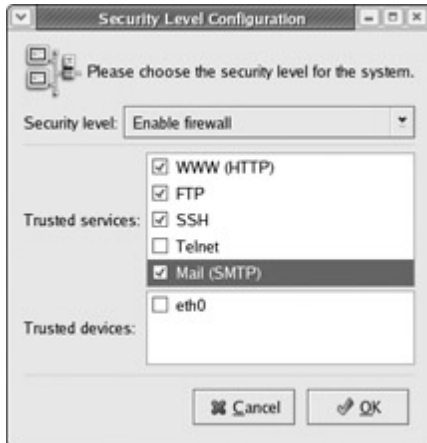 Security Level Configuration
Please choose the security level for the system.
Security level: Enable firewall
Trusted services:
WWW (HTTP)
FTP
SSH
Telnet
Mail (SMTP)
Trusted devices:
eth0
Cancel
OK